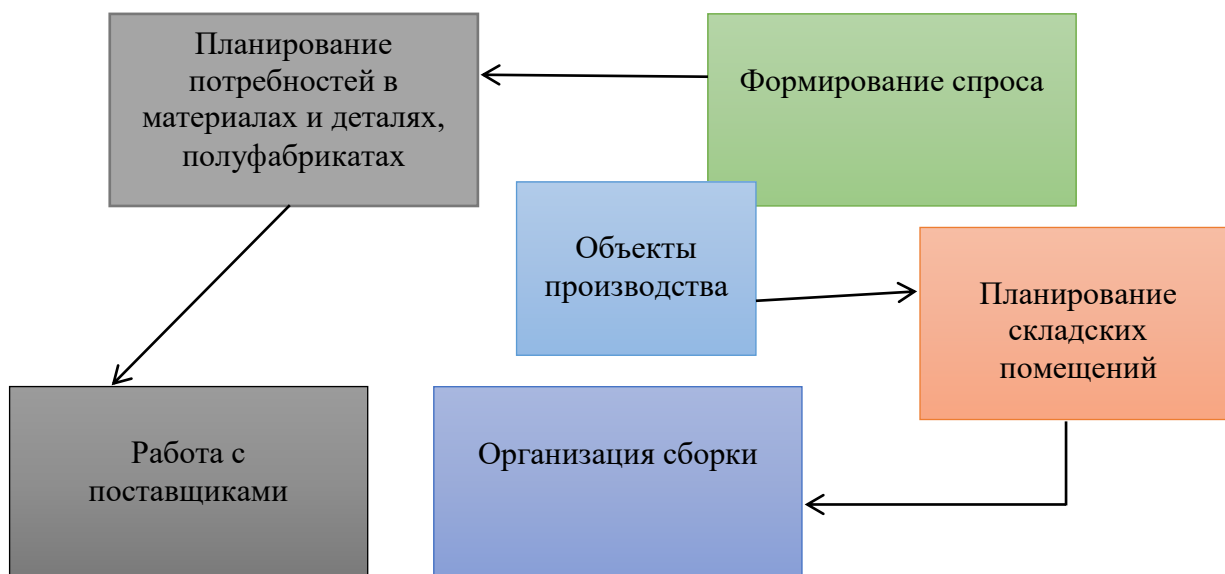 Планирование
потребностей в
материалах и деталях,
полуфабрикатах
Формирование спроса
Объекты
производства
Планирование
складских
помещений
Работа с
поставщиками
Организация сборки